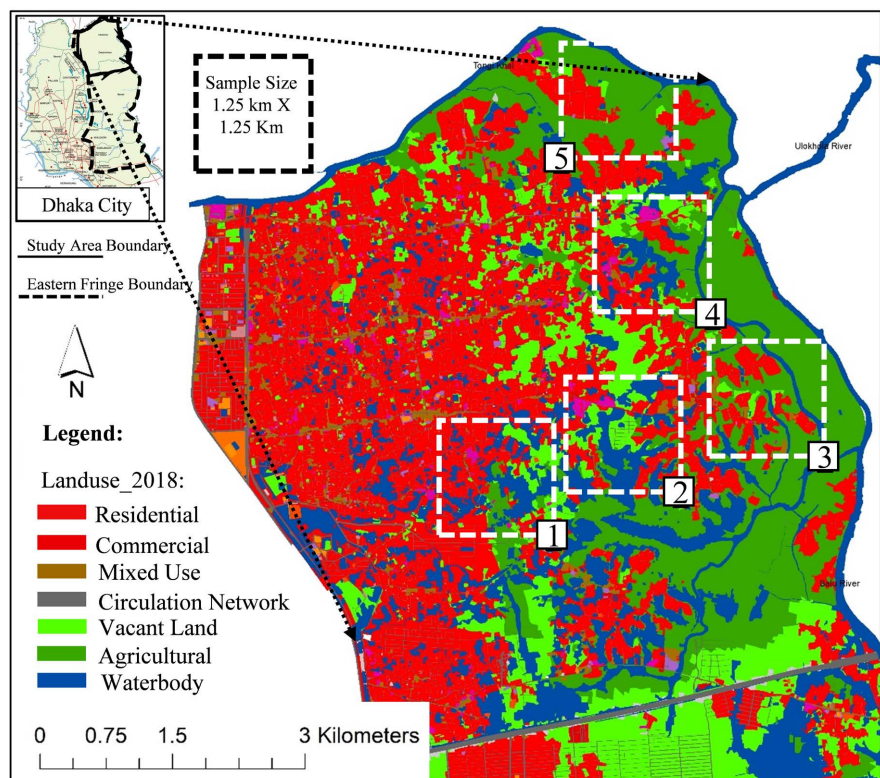 Dhaka City
Study Area Boundary
Eastern Fringe Boundary
N
Sample Size
1.25 km X
1.25 Km
Tongi Khal
Ulokhola River
Balu River
5
4
3
2
1
Legend:
Landuse_2018:
Residential
Commercial
Mixed Use
Circulation Network
Vacant Land
Agricultural
Waterbody
0 0.75 1.5 3 Kilometers